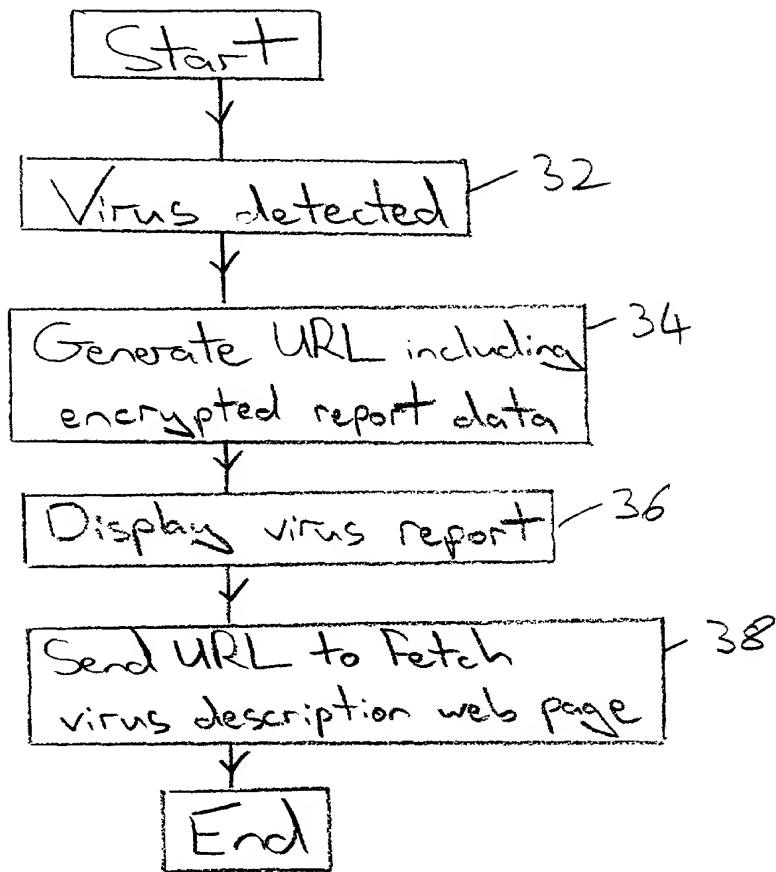 Start
Virus detected
32
Generate URL including
34
encrypted report data
Display virus report
36
Send URL to Fetch
38
virus description web page
End